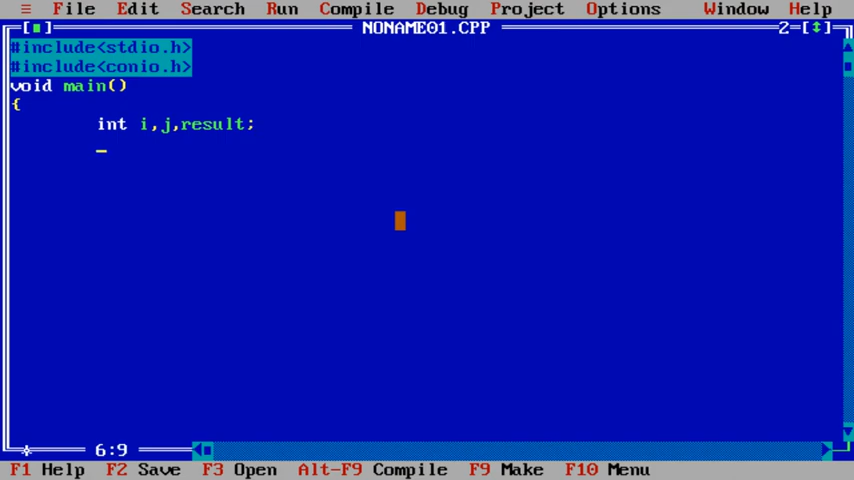 ≡ File Edit Search Run Compile Debug Project Options Window Help
[■] NONAME01.CPP 2=[↕]
#include<stdio.h>
#include<conio.h>
void main()
{
int i,j,result;
6:9
F1 Help F2 Save F3 Open Alt-F9 Compile F9 Make F10 Menu